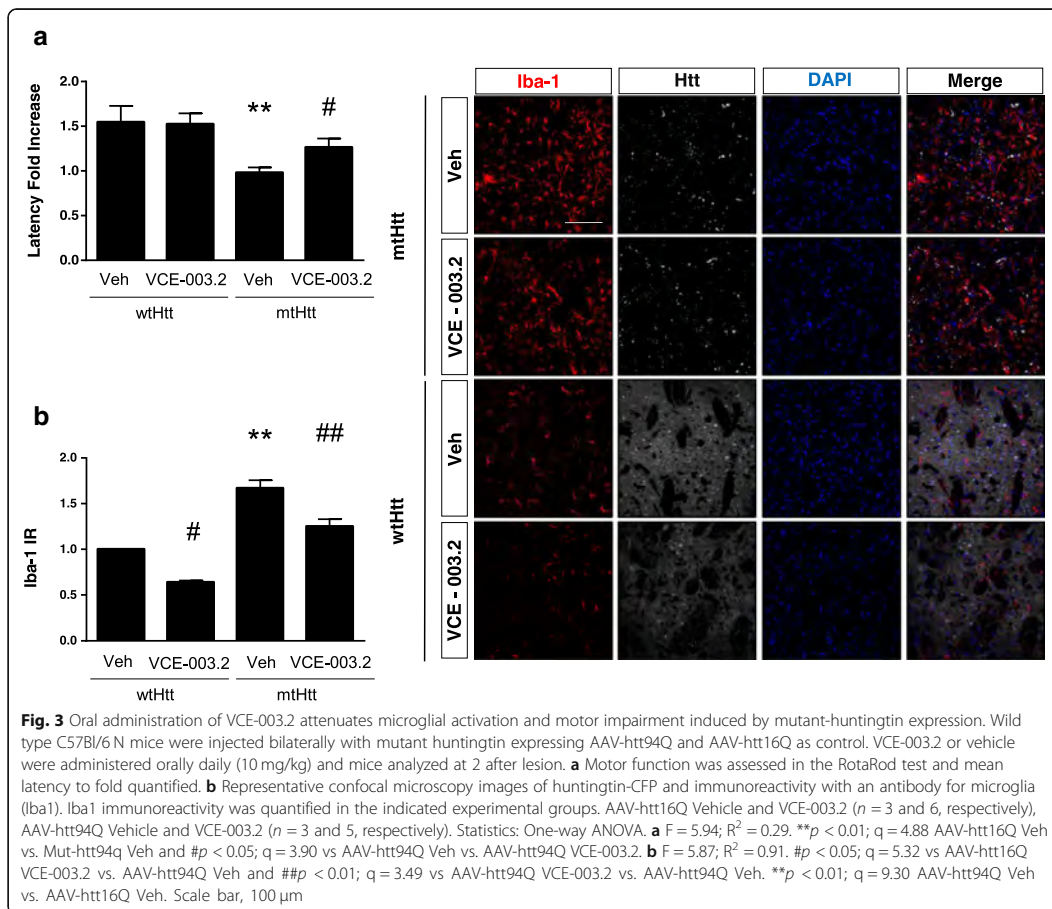 a
2.0
1.5
1.0
0.5
0.0
Latency Fold Increase
**
#
Veh
VCE-003.2
Veh
VCE-003.2
wtHtt
mtHtt
b
2.0
1.5
1.0
0.5
0.0
Iba-1 IR
#
**
##
Veh
VCE-003.2
Veh
VCE-003.2
wtHtt
mtHtt
Iba-1
Htt
DAPI
Merge
mtHtt
Veh
VCE - 003.2
wtHtt
Veh
VCE - 003.2
Fig. 3 Oral administration of VCE-003.2 attenuates microglial activation and motor impairment induced by mutant-huntingtin expression. Wild
type C57Bl/6 N mice were injected bilaterally with mutant huntingtin expressing AAV-htt94Q and AAV-htt16Q as control. VCE-003.2 or vehicle
were administered orally daily (10 mg/kg) and mice analyzed at 2 after lesion. a Motor function was assessed in the RotaRod test and mean
latency to fold quantified. b Representative confocal microscopy images of huntingtin-CFP and immunoreactivity with an antibody for microglia
(Iba1). Iba1 immunoreactivity was quantified in the indicated experimental groups. AAV-htt16Q Vehicle and VCE-003.2 (n = 3 and 6, respectively),
AAV-htt94Q Vehicle and VCE-003.2 (n = 3 and 5, respectively). Statistics: One-way ANOVA. a F = 5.94; R² = 0.29. **p < 0.01; q = 4.88 AAV-htt16Q Veh
vs. Mut-htt94q Veh and #p < 0.05; q = 3.90 vs AAV-htt94Q Veh vs. AAV-htt94Q VCE-003.2. b F = 5.87; R² = 0.91. #p < 0.05; q = 5.32 vs AAV-htt16Q
VCE-003.2 vs. AAV-htt94Q Veh and ##p < 0.01; q = 3.49 vs AAV-htt94Q VCE-003.2 vs. AAV-htt94Q Veh. **p < 0.01; q = 9.30 AAV-htt94Q Veh
vs. AAV-htt16Q Veh. Scale bar, 100 μm